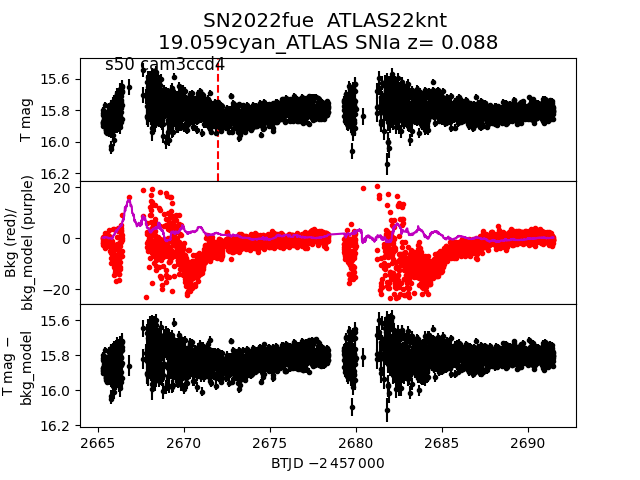 SN2022fue ATLAS22knt
19.059cyan_ATLAS SNIa z= 0.088
s50 cam3ccd4
15.6
15.8
16.0
16.2
T mag
20
0
−20
Bkg (red)/
bkg_model (purple)
15.6
15.8
16.0
16.2
T mag −
bkg_model
2665
2670
2675
2680
2685
2690
BTJD −2 457 000